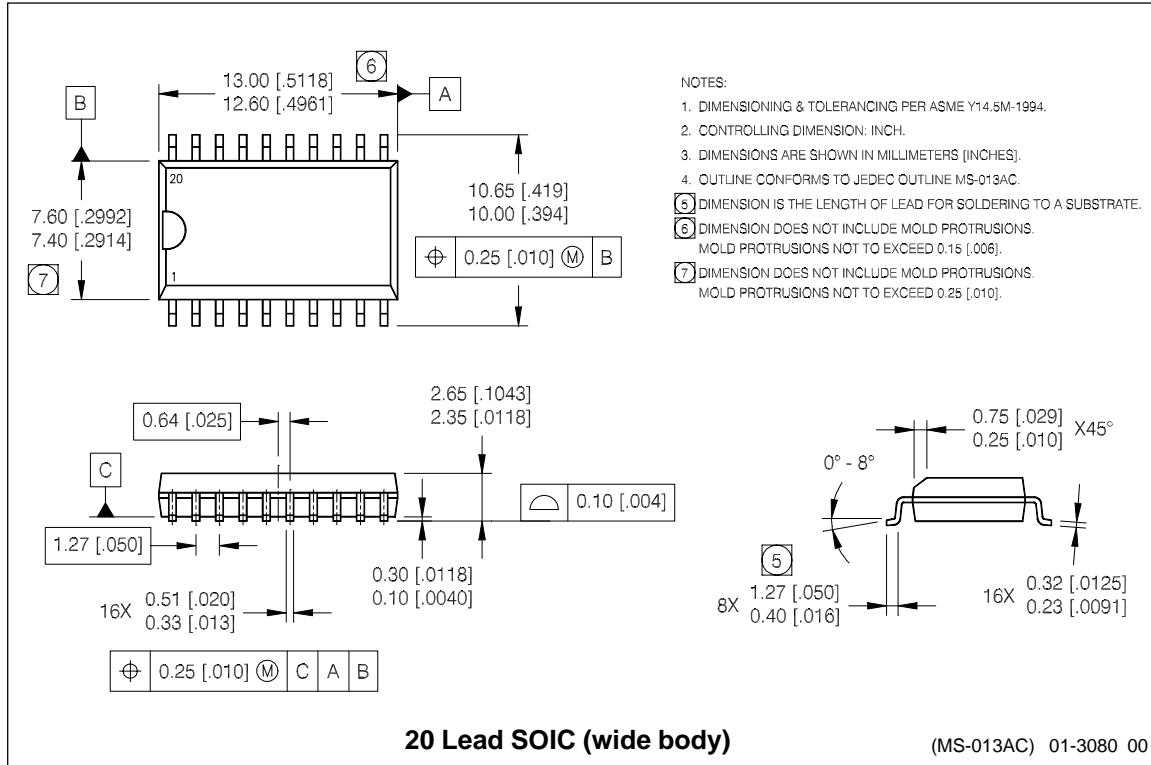 13.00 [.5118]
12.60 [.4961]
6
A
B
20
1
7.60 [.2992]
7.40 [.2914]
7
10.65 [.419]
10.00 [.394]
⌖ 0.25 [.010] Ⓜ B
NOTES:
1. DIMENSIONING & TOLERANCING PER ASME Y14.5M-1994.
2. CONTROLLING DIMENSION: INCH.
3. DIMENSIONS ARE SHOWN IN MILLIMETERS [INCHES].
4. OUTLINE CONFORMS TO JEDEC OUTLINE MS-013AC.
5 DIMENSION IS THE LENGTH OF LEAD FOR SOLDERING TO A SUBSTRATE.
6 DIMENSION DOES NOT INCLUDE MOLD PROTRUSIONS.
MOLD PROTRUSIONS NOT TO EXCEED 0.15 [.006].
7 DIMENSION DOES NOT INCLUDE MOLD PROTRUSIONS.
MOLD PROTRUSIONS NOT TO EXCEED 0.25 [.010].
0.64 [.025]
2.65 [.1043]
2.35 [.0118]
C
0.10 [.004]
1.27 [.050]
0.30 [.0118]
0.10 [.0040]
16X 0.51 [.020]
0.33 [.013]
⌖ 0.25 [.010] Ⓜ C A B
0.75 [.029]
0.25 [.010] X45°
0° - 8°
5
8X 1.27 [.050]
0.40 [.016]
16X 0.32 [.0125]
0.23 [.0091]
20 Lead SOIC (wide body)
(MS-013AC) 01-3080 00